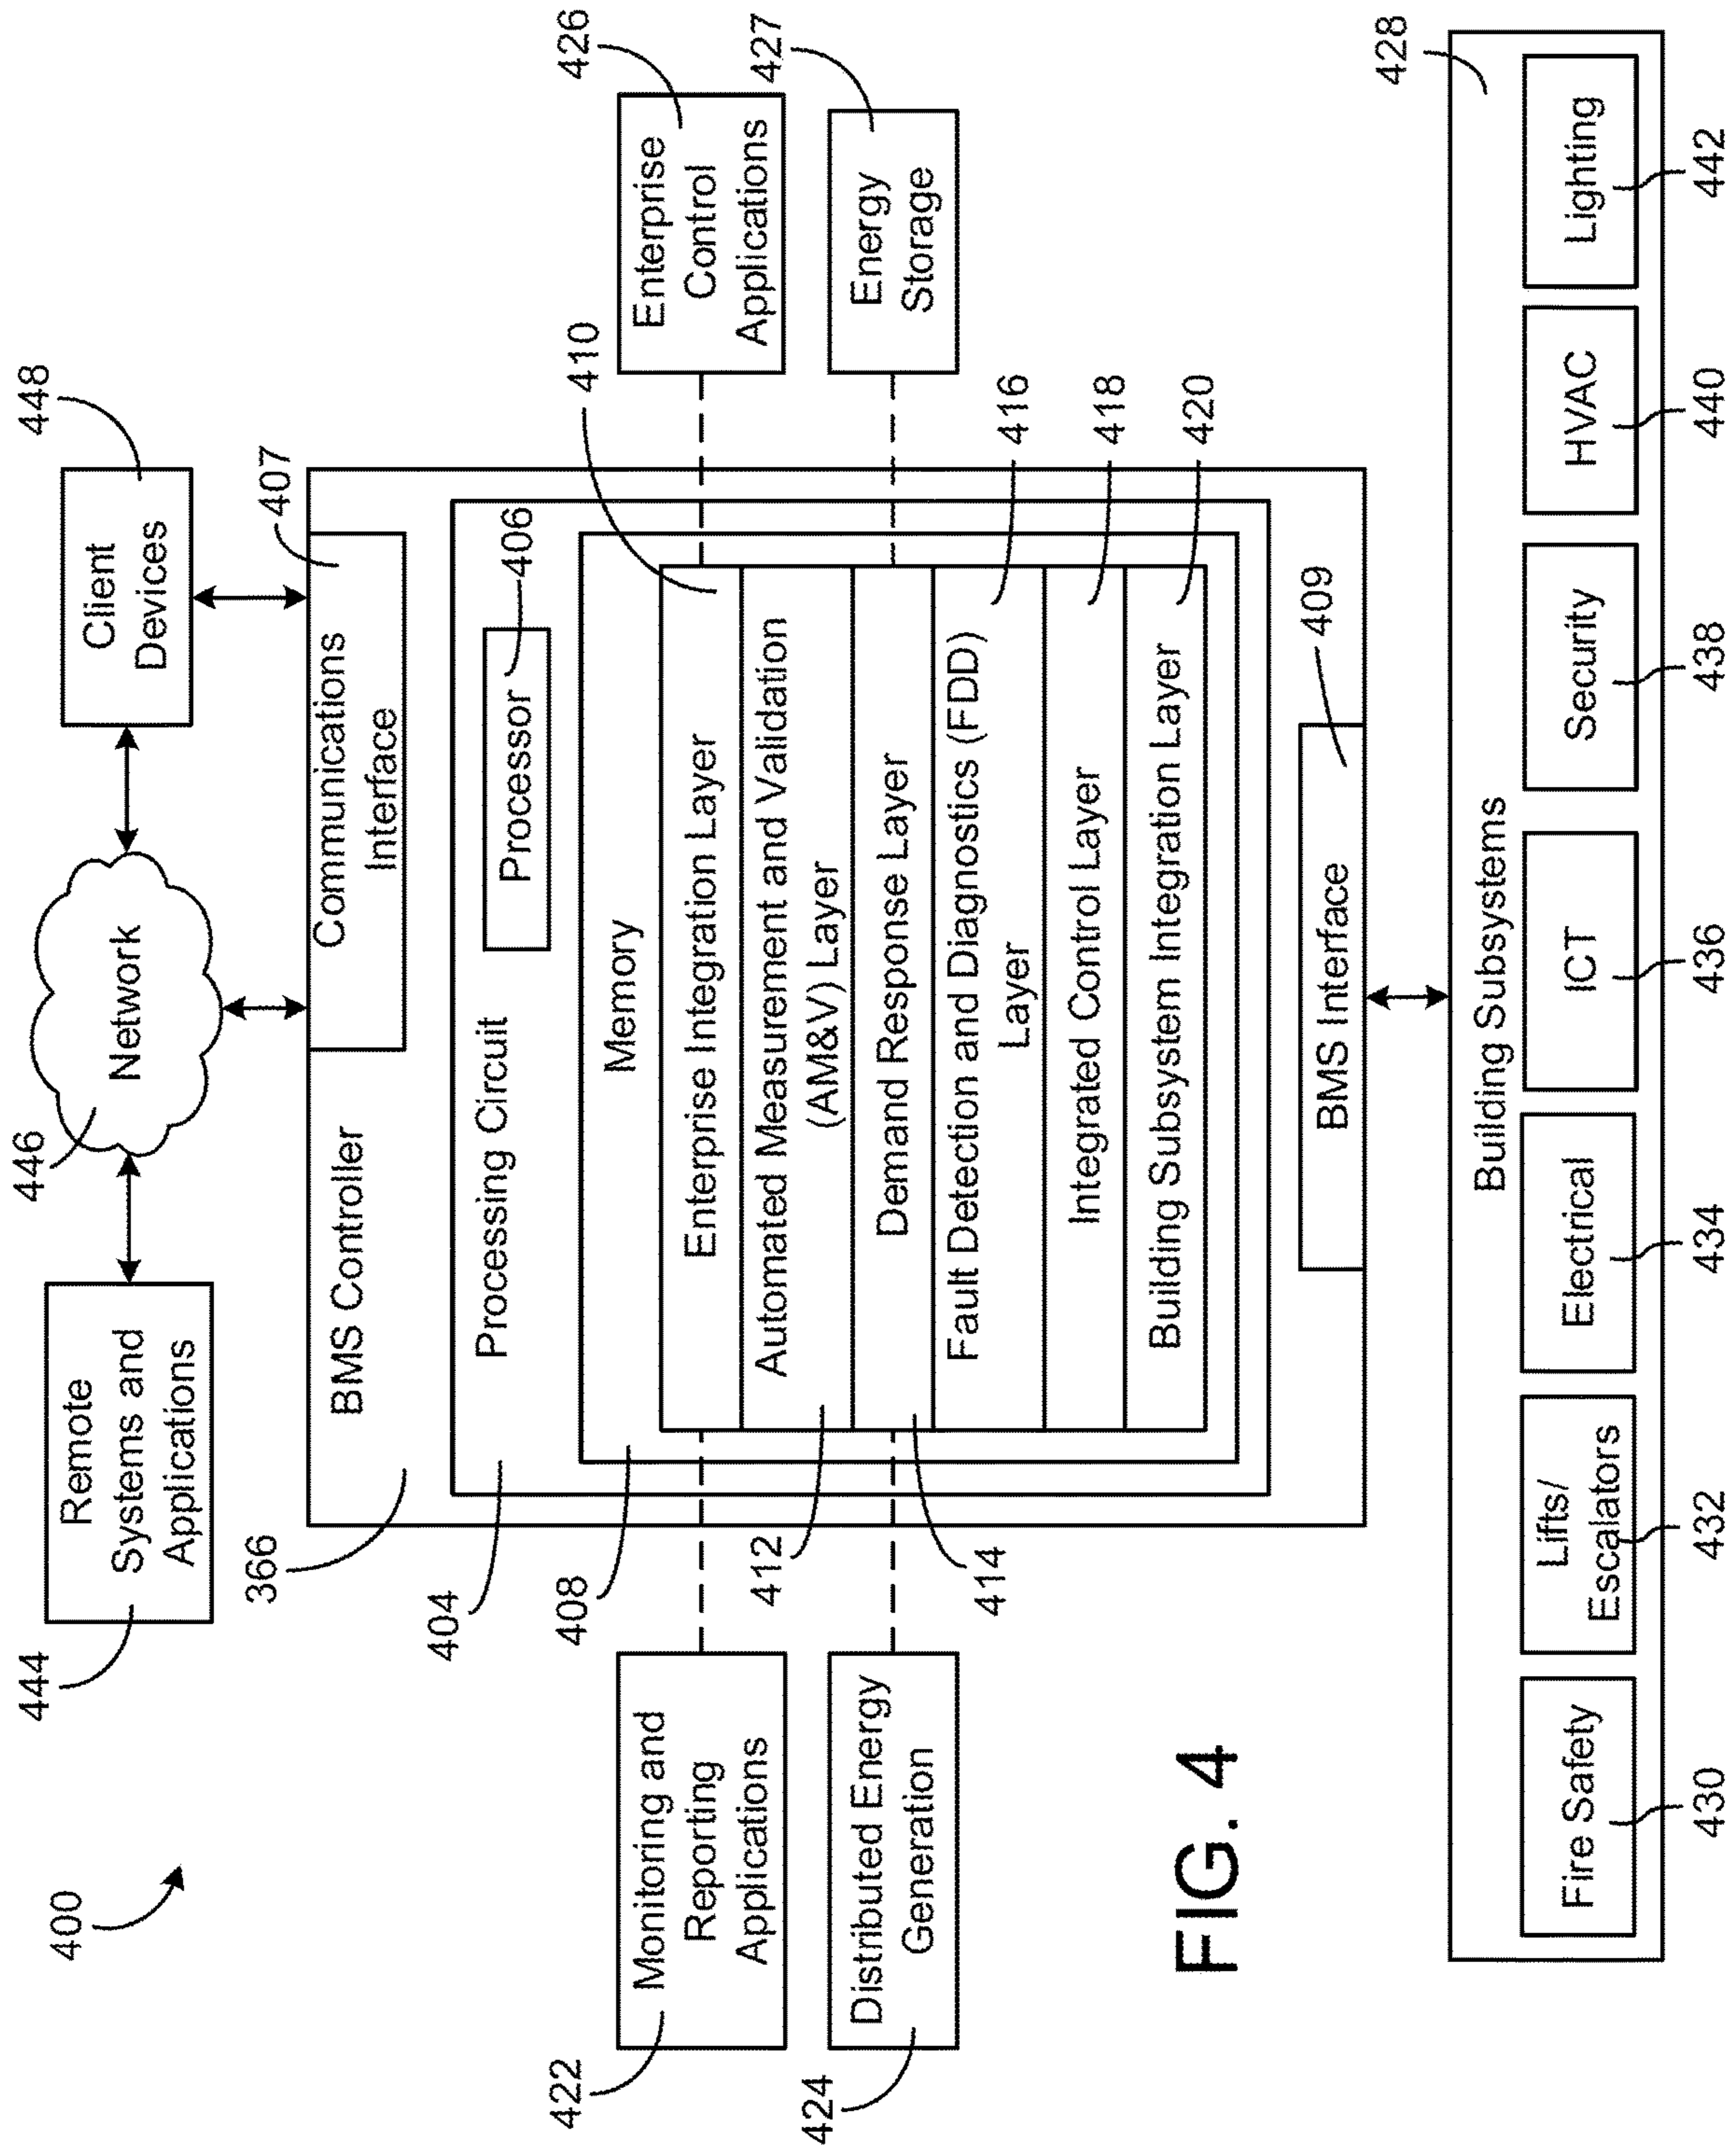 400
444
Remote
Systems and
Applications
446
Network
Client
Devices
448
366
BMS Controller
Communications
Interface
407
404
Processing Circuit
Processor
406
408
Memory
410
Enterprise Integration Layer
Automated Measurement and Validation
(AM&V) Layer
412
Demand Response Layer
414
Fault Detection and Diagnostics (FDD)
Layer
416
Integrated Control Layer
418
Building Subsystem Integration Layer
420
422
Monitoring and
Reporting
Applications
424
Distributed Energy
Generation
426
Enterprise
Control
Applications
427
Energy
Storage
BMS Interface
409
FIG. 4
Building Subsystems
428
Fire Safety
Lifts/
Escalators
Electrical
ICT
Security
HVAC
Lighting
430
432
434
436
438
440
442